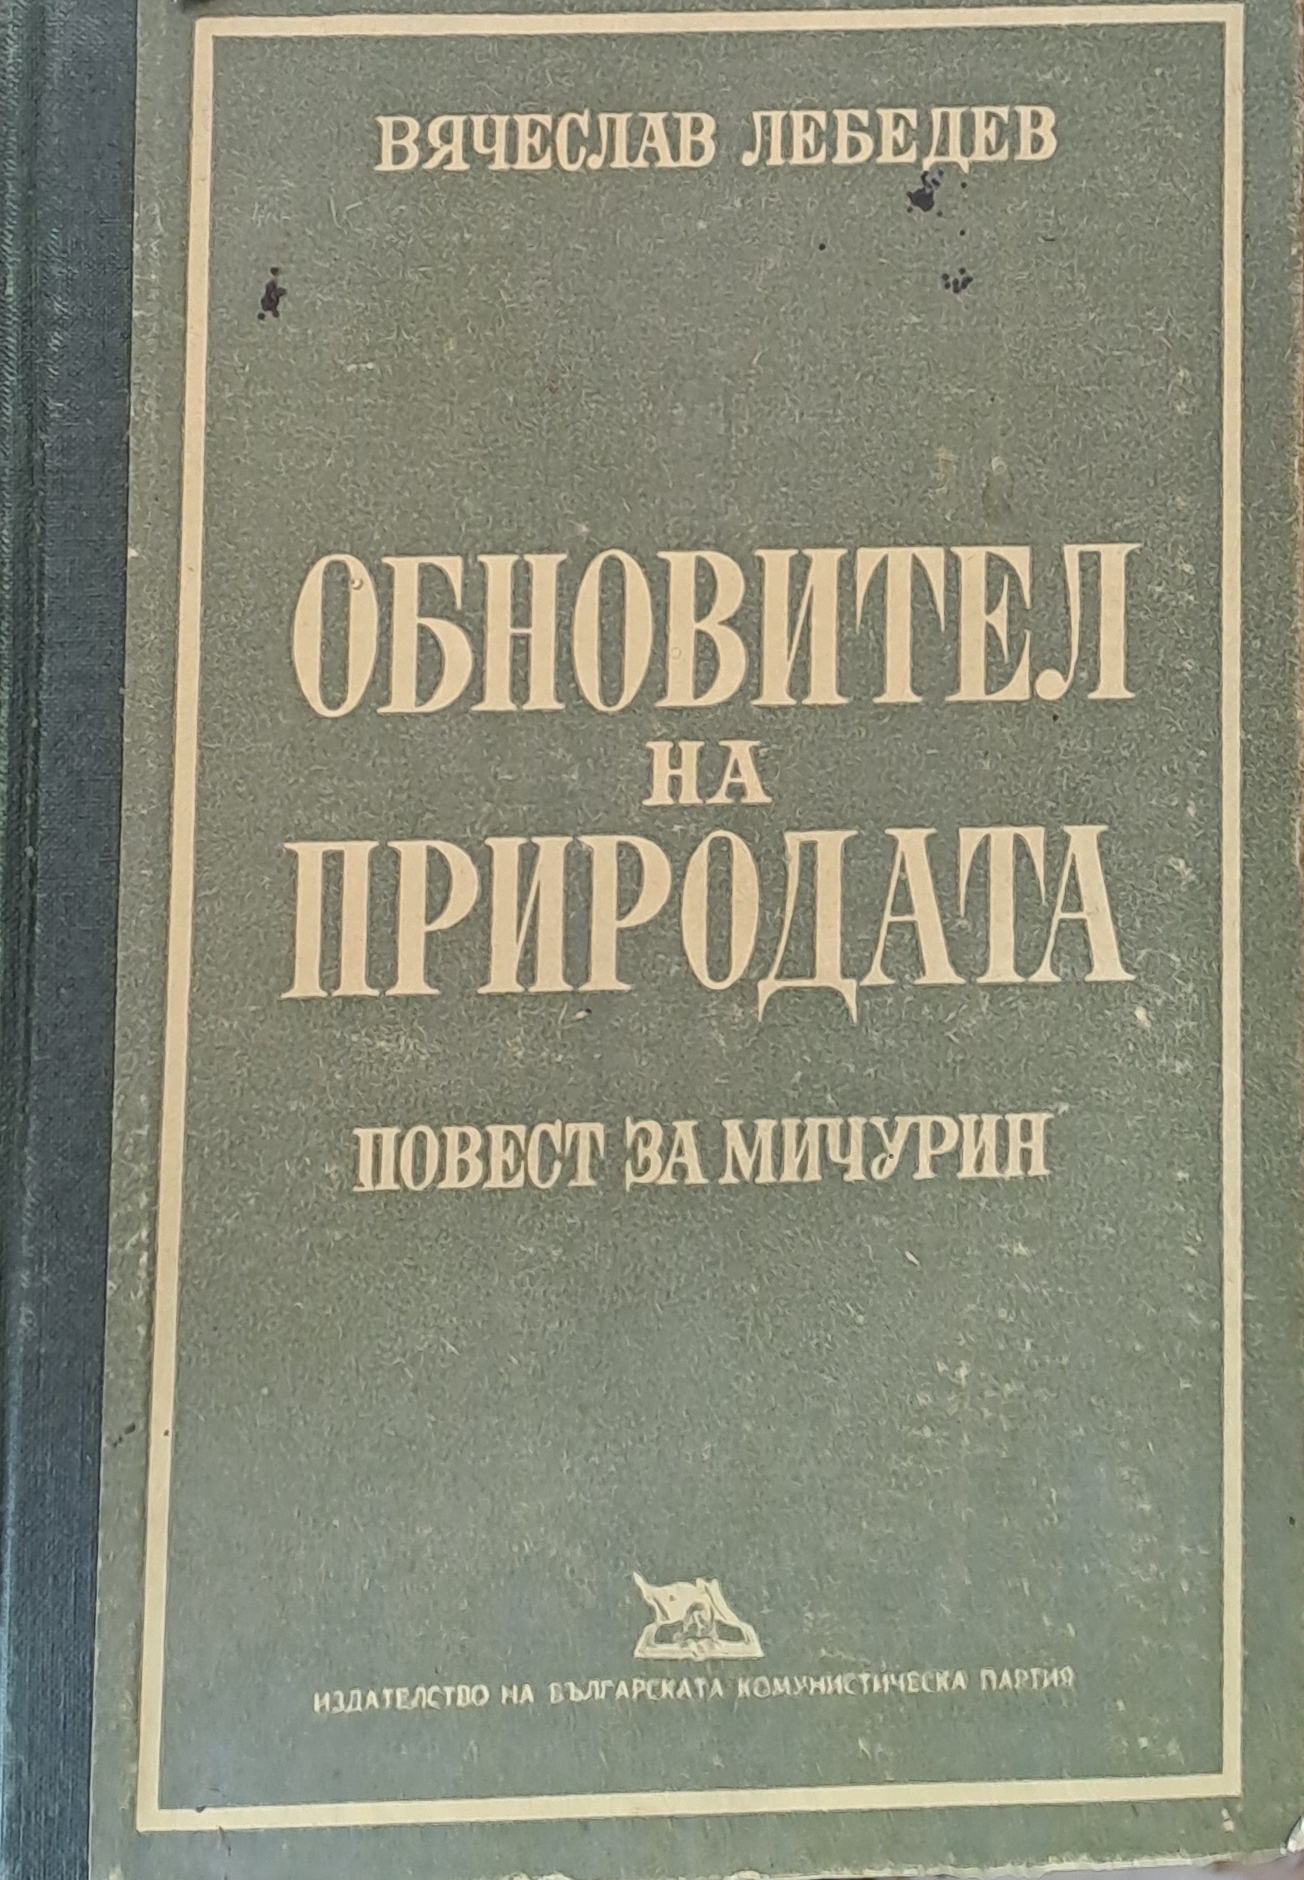 ВЯЧЕСЛАВ ЛЕБЕДЕВ
ОБНОВИТЕЛ
НА
ПРИРОДАТА
ПОВЕСТ ЗА МИЧУРИН
ИЗДАТЕЛСТВО НА БЪЛГАРСКАТА КОМУНИСТИЧЕСКА ПАРТИЯ